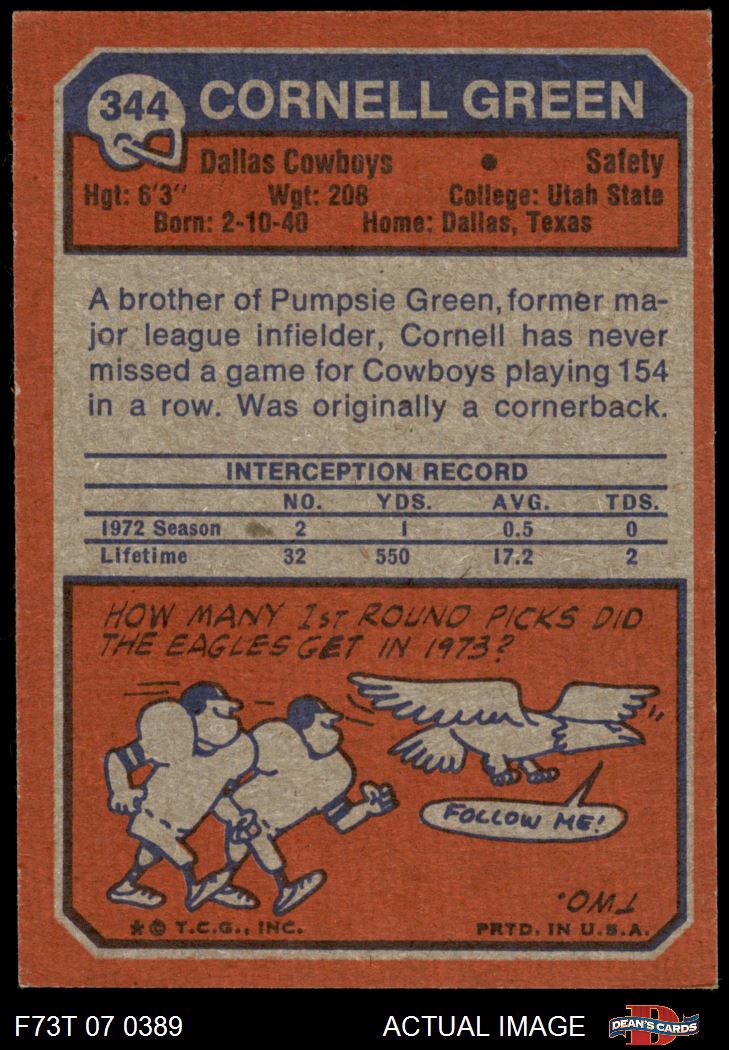 344 CORNELL GREEN
Dallas Cowboys • Safety
Hgt: 6'3" Wgt: 208 College: Utah State
Born: 2-10-40 Home: Dallas, Texas
A brother of Pumpsie Green, former ma-
jor league infielder, Cornell has never
missed a game for Cowboys playing 154
in a row. Was originally a cornerback.
INTERCEPTION RECORD
NO. YDS. AVG. TDS.
1972 Season 2 1 0.5 0
Lifetime 32 550 17.2 2
HOW MANY 1ST ROUND PICKS DID
THE EAGLES GET IN 1973?
FOLLOW ME!
TWO.
*© T.C.G., INC. PRTD. IN U.S.A.
F73T 07 0389 ACTUAL IMAGE DEAN'S CARDS